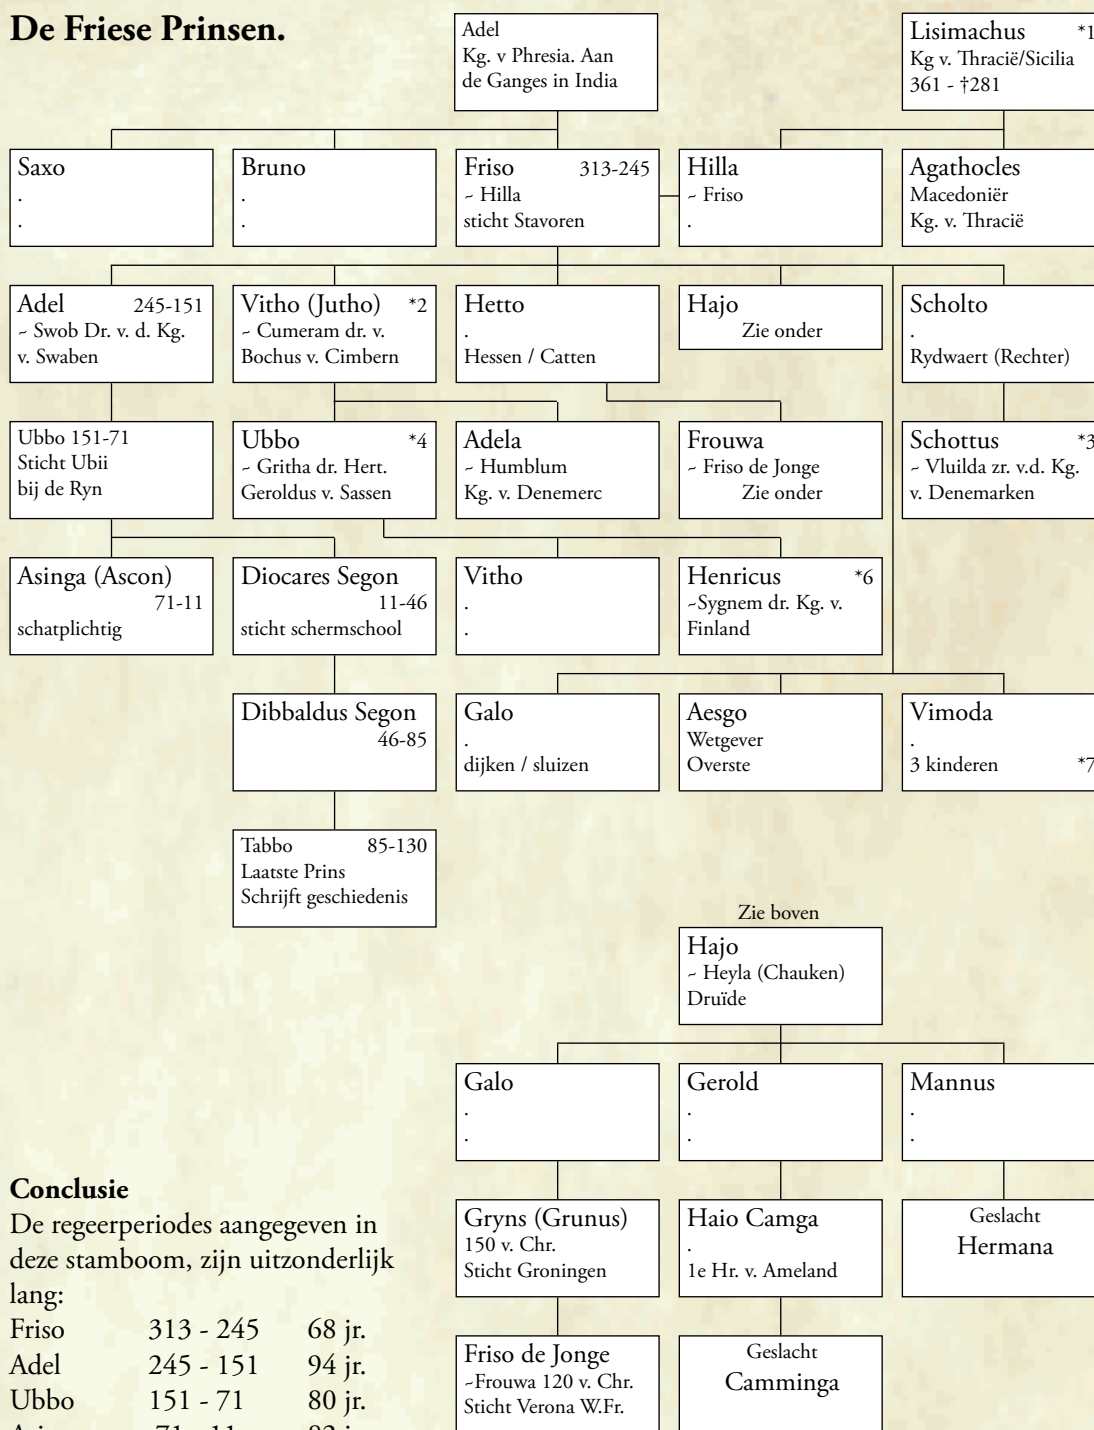 De Friese Prinsen.
Adel
Kg. v Phresia. Aan
de Ganges in India
Lisimachus *1
Kg v. Thracië/Sicilia
361 - †281
Saxo
.
.
Bruno
.
.
Friso 313-245
~ Hilla
sticht Stavoren
Hilla
~ Friso
.
Agathocles
Macedoniër
Kg. v. Thracië
Adel 245-151
~ Swob Dr. v. d. Kg.
v. Swaben
Vitho (Jutho) *2
~ Cumeram dr. v.
Bochus v. Cimbern
Hetto
.
Hessen / Catten
Hajo
Zie onder
Scholto
.
Rydwaert (Rechter)
Ubbo 151-71
Sticht Ubii
bij de Ryn
Ubbo *4
~ Gritha dr. Hert.
Geroldus v. Sassen
Adela
~ Humblum
Kg. v. Denemerc
Frouwa
~ Friso de Jonge
Zie onder
Schottus *3
~ Vluilda zr. v.d. Kg.
v. Denemarken
Asinga (Ascon)
71-11
schatplichtig
Diocares Segon
11-46
sticht schermschool
Vitho
.
.
Henricus *6
~Sygnem dr. Kg. v.
Finland
Dibbaldus Segon
46-85
Galo
.
dijken / sluizen
Aesgo
Wetgever
Overste
Vimoda
.
3 kinderen *7
Tabbo 85-130
Laatste Prins
Schrijft geschiedenis
Zie boven
Hajo
~ Heyla (Chauken)
Druïde
Galo
.
.
Gerold
.
.
Mannus
.
.
Gryns (Grunus)
150 v. Chr.
Sticht Groningen
Haio Camga
.
1e Hr. v. Ameland
Geslacht
Hermana
Friso de Jonge
~Frouwa 120 v. Chr.
Sticht Verona W.Fr.
Geslacht
Camminga
Conclusie
De regeerperiodes aangegeven in
deze stamboom, zijn uitzonderlijk
lang:
Friso 313 - 245 68 jr.
Adel 245 - 151 94 jr.
Ubbo 151 - 71 80 jr.